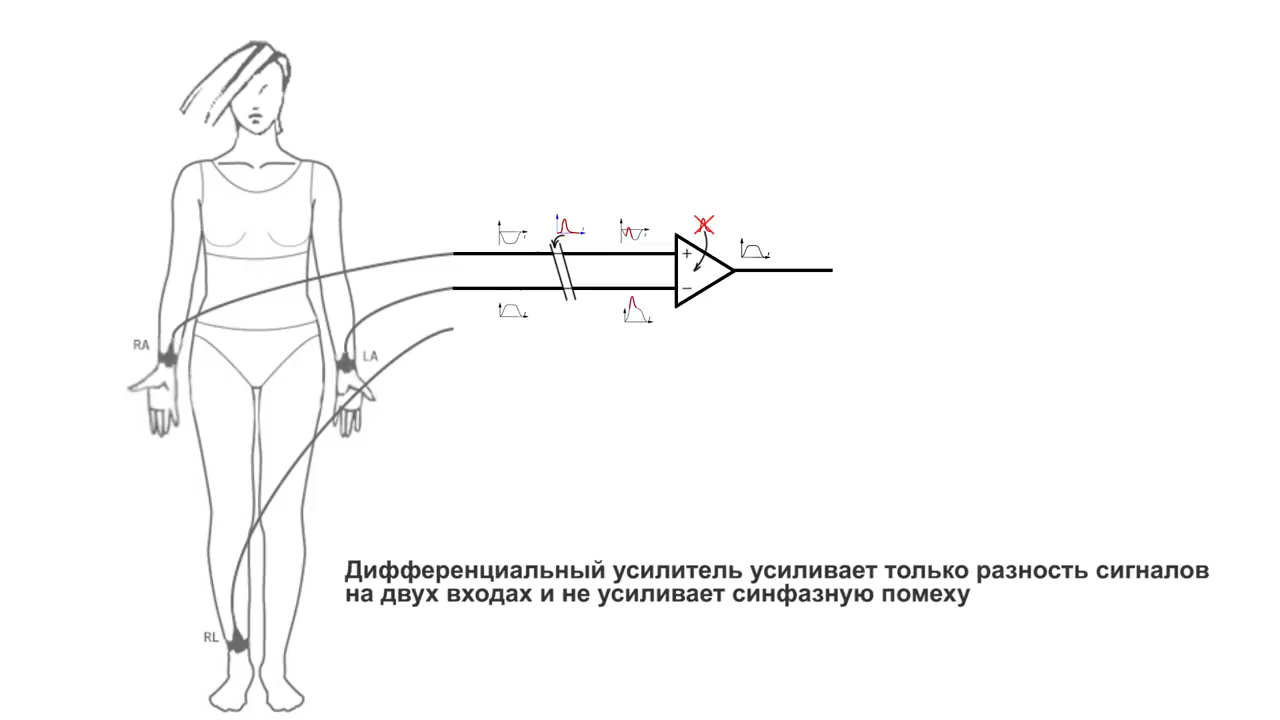 +
−
RA
LA
RL
Дифференциальный усилитель усиливает только разность сигналов
на двух входах и не усиливает синфазную помеху